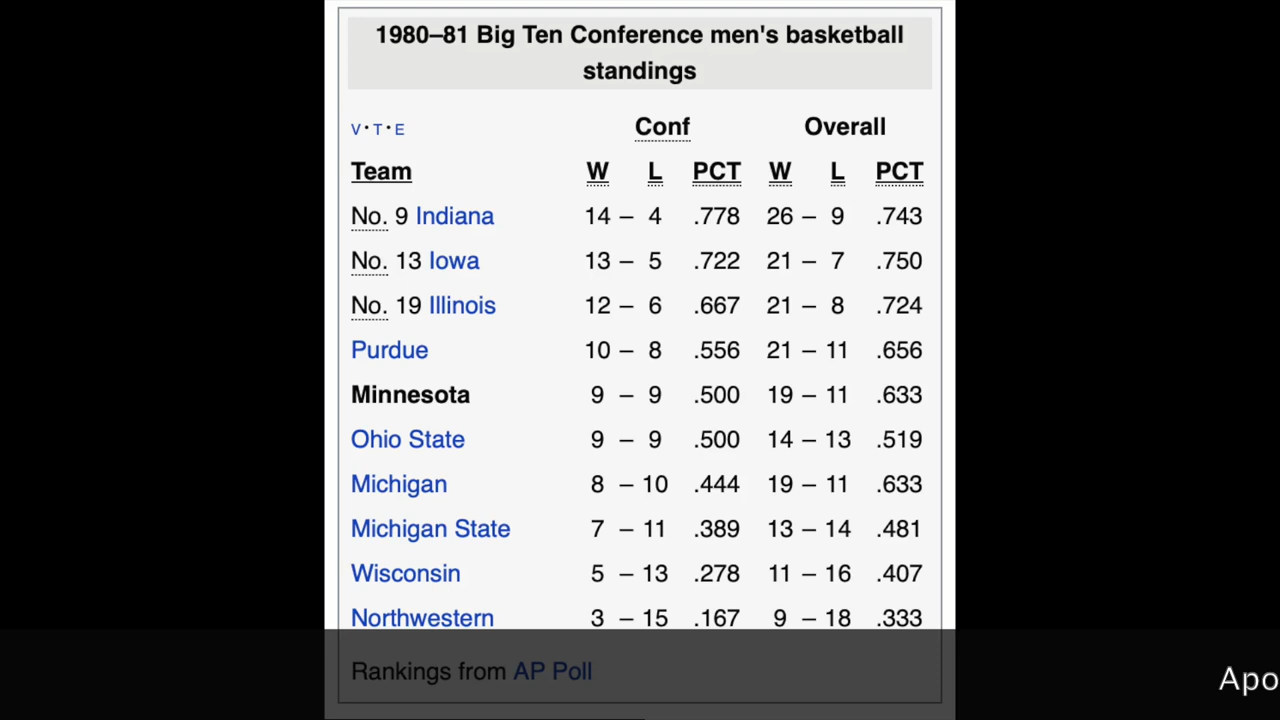 1980–81 Big Ten Conference men's basketball
standings
V·T·E Conf Overall
Team W L PCT W L PCT
No. 9 Indiana 14 – 4 .778 26 – 9 .743
No. 13 Iowa 13 – 5 .722 21 – 7 .750
No. 19 Illinois 12 – 6 .667 21 – 8 .724
Purdue 10 – 8 .556 21 – 11 .656
Minnesota 9 – 9 .500 19 – 11 .633
Ohio State 9 – 9 .500 14 – 13 .519
Michigan 8 – 10 .444 19 – 11 .633
Michigan State 7 – 11 .389 13 – 14 .481
Wisconsin 5 – 13 .278 11 – 16 .407
Northwestern 3 – 15 .167 9 – 18 .333
Rankings from AP Poll
Apo